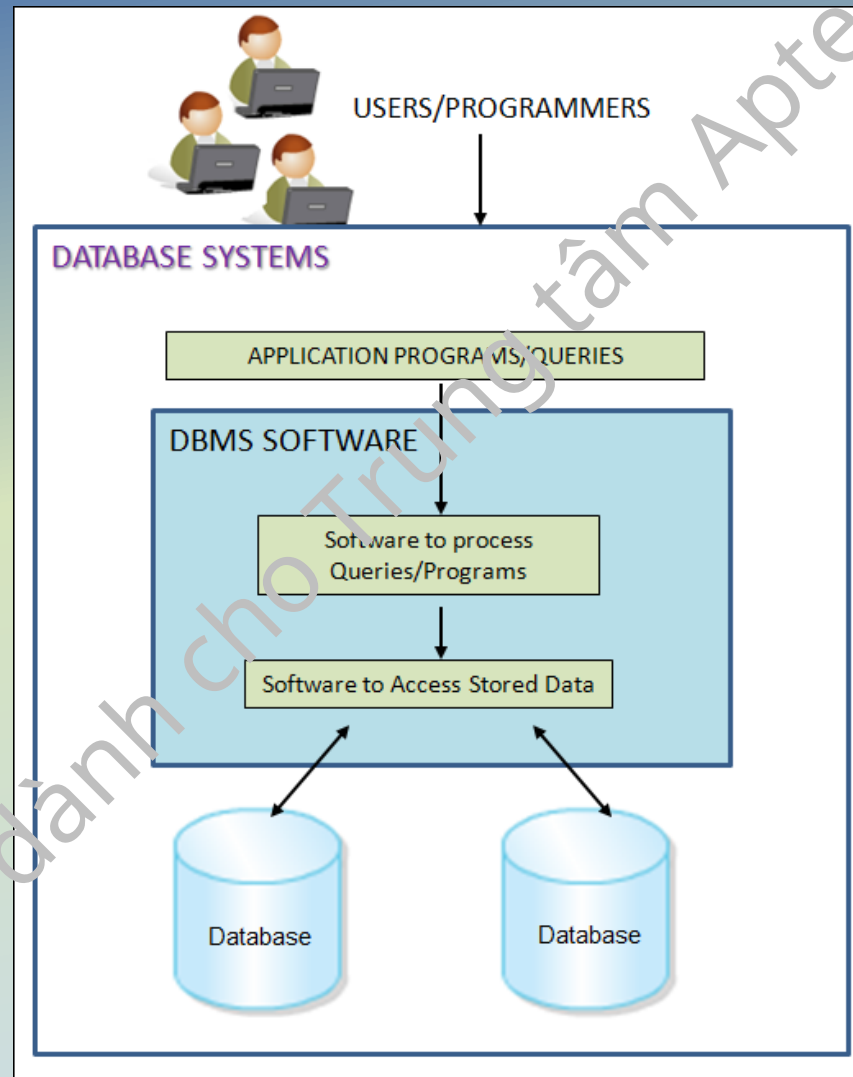 USERS/PROGRAMMERS
DATABASE SYSTEMS
APPLICATION PROGRAMS/QUERIES
DBMS SOFTWARE
Software to process
Queries/Programs
Software to Access Stored Data
Database
Database
dành cho Trung tâm Apte